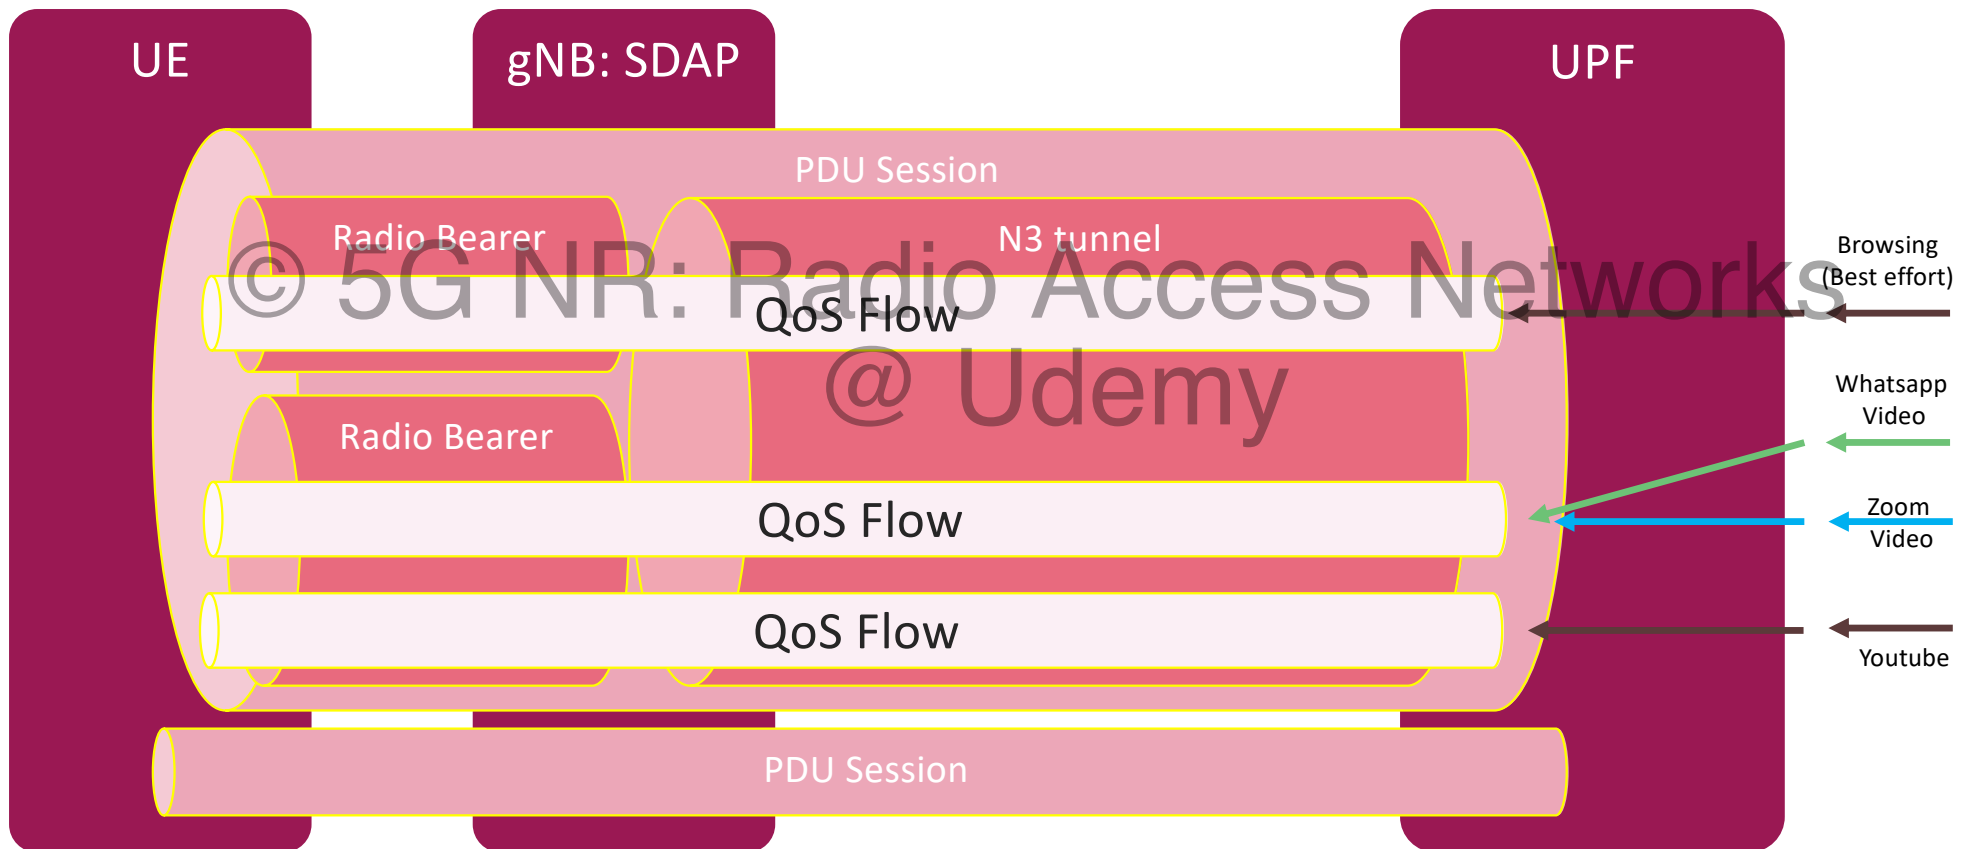 UE
gNB: SDAP
UPF
PDU Session
Radio Bearer
N3 tunnel
© 5G NR: Radio Access Networks
@ Udemy
QoS Flow
Browsing
(Best effort)
Whatsapp
Video
Radio Bearer
QoS Flow
Zoom
Video
QoS Flow
Youtube
PDU Session